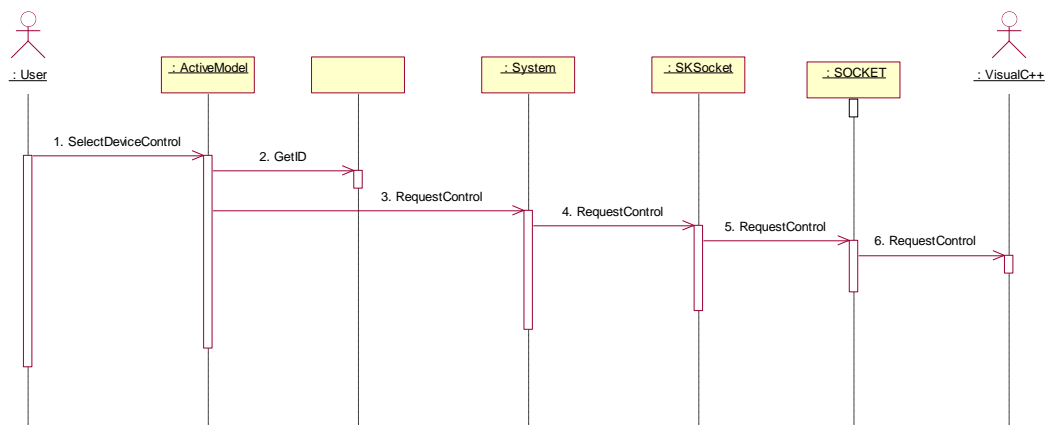 : User
: ActiveModel
: System
: SKSocket
: SOCKET
: VisualC++
1. SelectDeviceControl
2. GetID
3. RequestControl
4. RequestControl
5. RequestControl
6. RequestControl